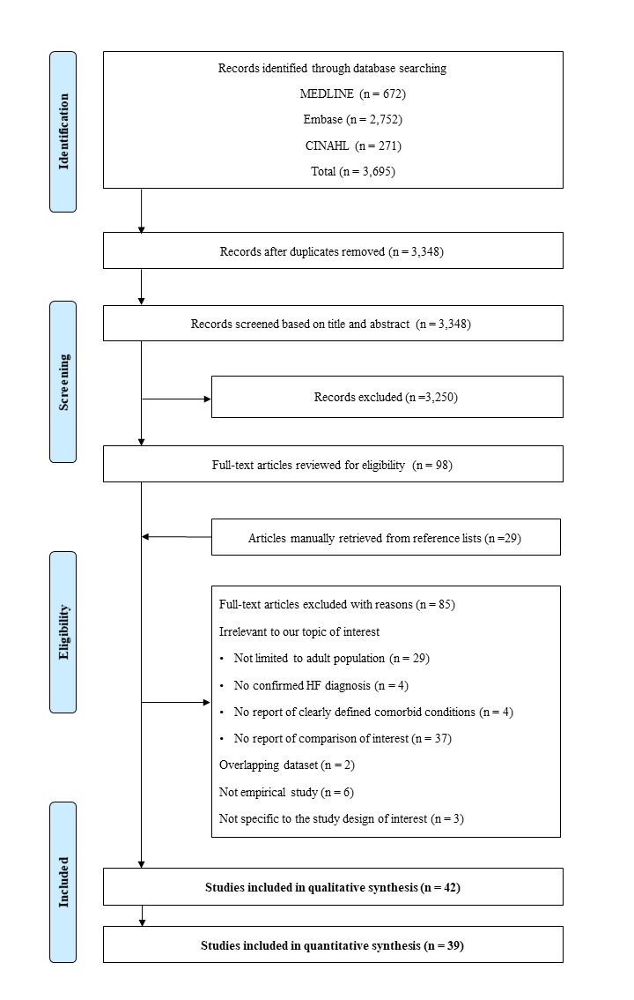 Identification
Records identified through database searching
MEDLINE (n = 672)
Embase (n = 2,752)
CINAHL (n = 271)
Total (n = 3,695)
Records after duplicates removed (n = 3,348)
Screening
Records screened based on title and abstract (n = 3,348)
Records excluded (n =3,250)
Full-text articles reviewed for eligibility (n = 98)
Articles manually retrieved from reference lists (n =29)
Eligibility
Full-text articles excluded with reasons (n = 85)
Irrelevant to our topic of interest
• Not limited to adult population (n = 29)
• No confirmed HF diagnosis (n = 4)
• No report of clearly defined comorbid conditions (n = 4)
• No report of comparison of interest (n = 37)
Overlapping dataset (n = 2)
Not empirical study (n = 6)
Not specific to the study design of interest (n = 3)
Included
Studies included in qualitative synthesis (n = 42)
Studies included in quantitative synthesis (n = 39)